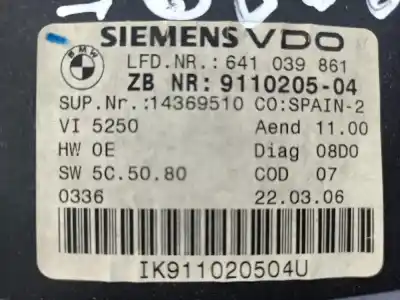 SIEMENS VDO
BMW
LFD.NR.: 641 039 861
ZB NR: 9110205-04
SUP.Nr.:14369510 CO:SPAIN-2
VI 5250 Aend 11.00
HW 0E Diag 08D0
SW 5C.50.80 COD 07
0336 22.03.06
IK911020504U